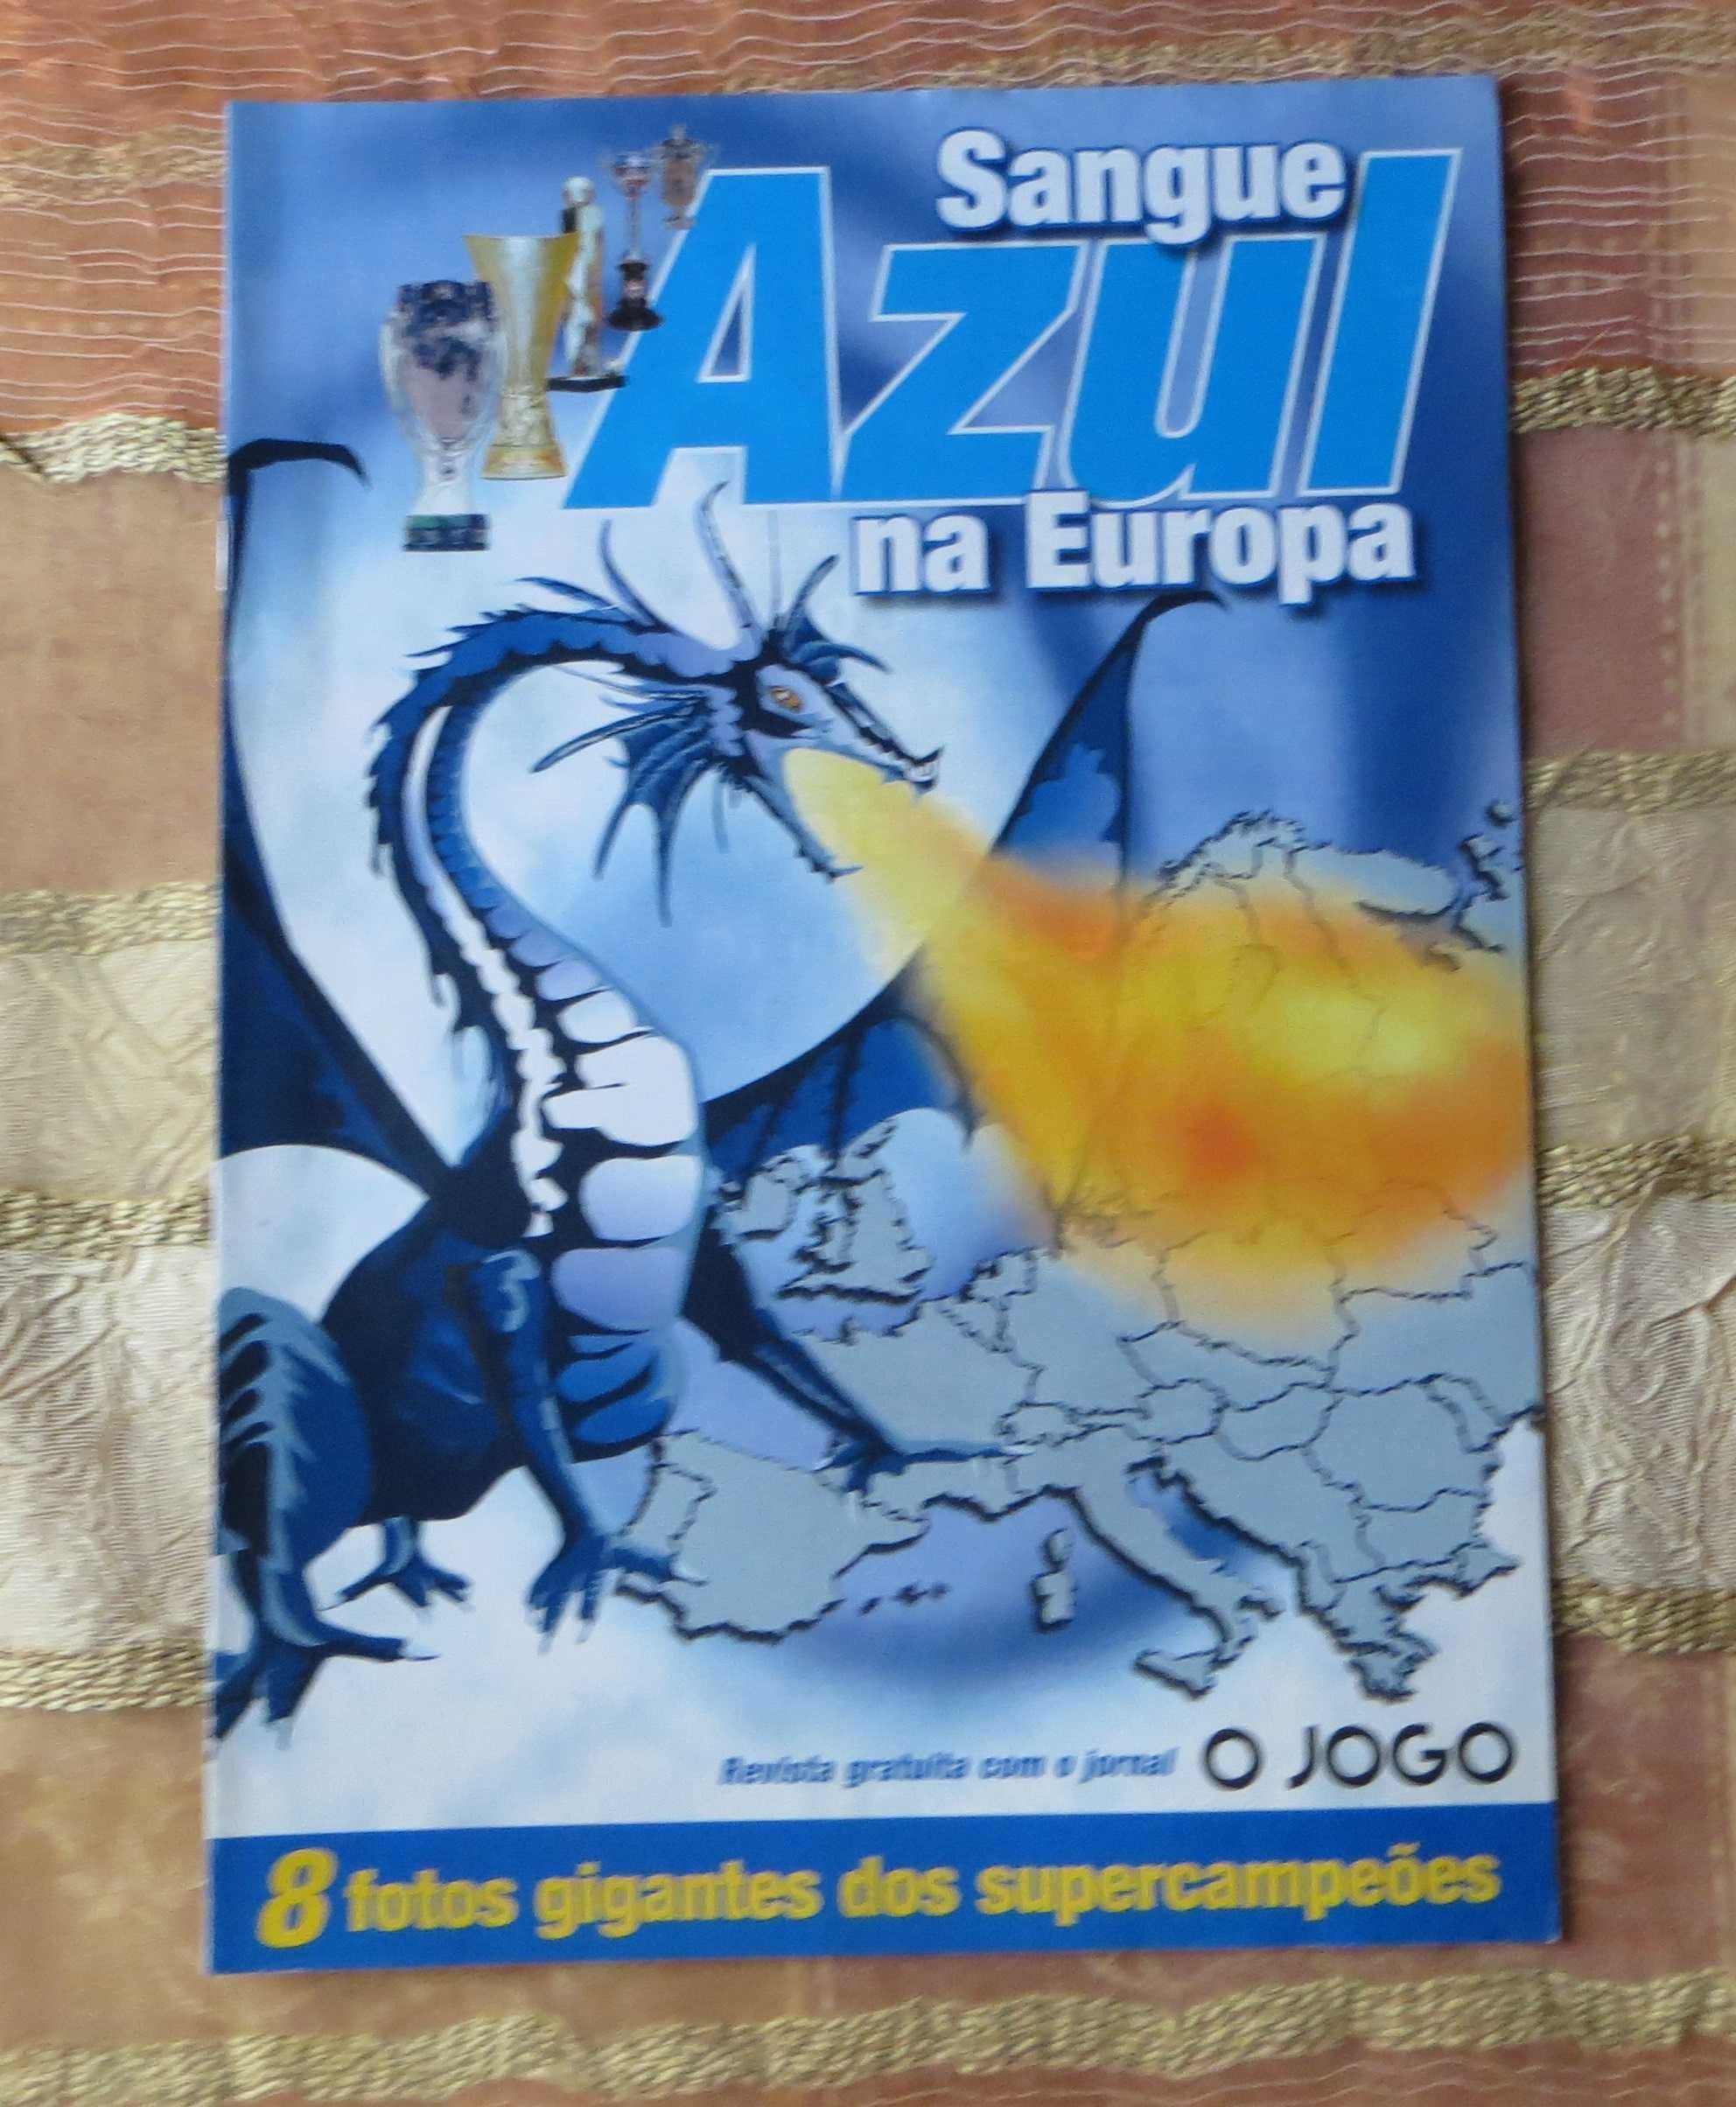 Sangue
Azul
na Europa
Revista gratuita com o jornal O JOGO
8 fotos gigantes dos supercampeões